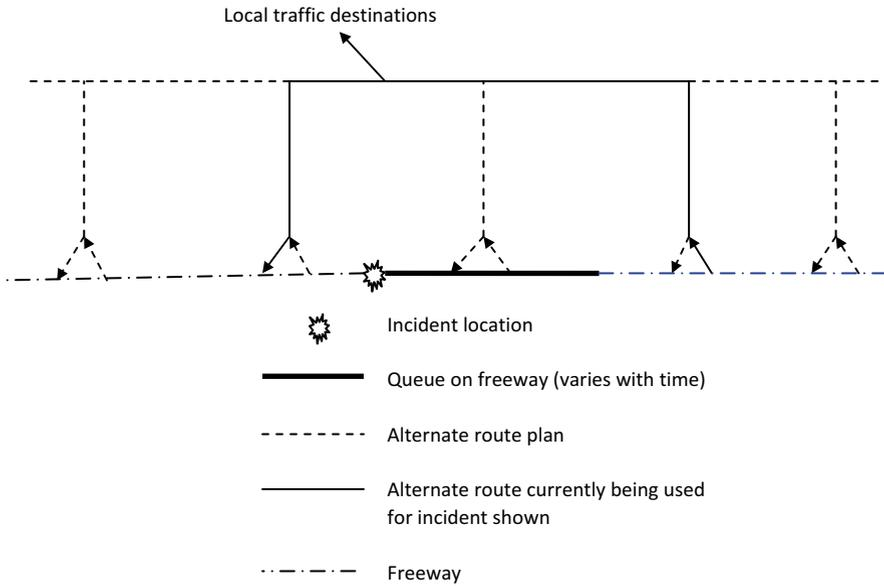 Local traffic destinations
Incident location
Queue on freeway (varies with time)
Alternate route plan
Alternate route currently being used
for incident shown
Freeway